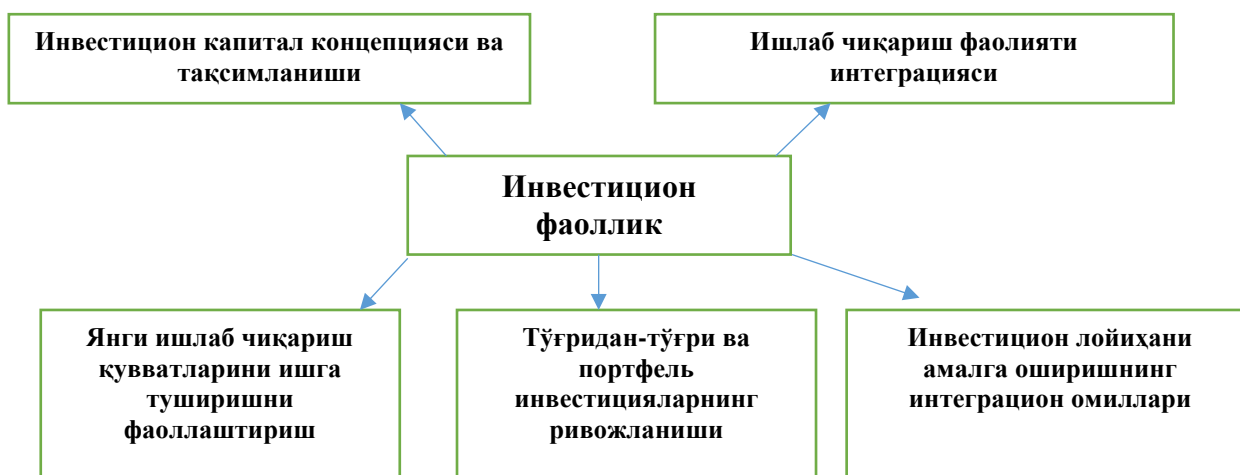 Инвестицион капитал концепцияси ва
тақсимланиши
Ишлаб чиқариш фаолияти
интеграцияси
Инвестицион
фаоллик
Янги ишлаб чиқариш
қувватларини ишга
туширишни
фаоллаштириш
Тўғридан-тўғри ва
портфель
инвестицияларнинг
ривожланиши
Инвестицион лойиҳани
амалга оширишнинг
интеграцион омиллари